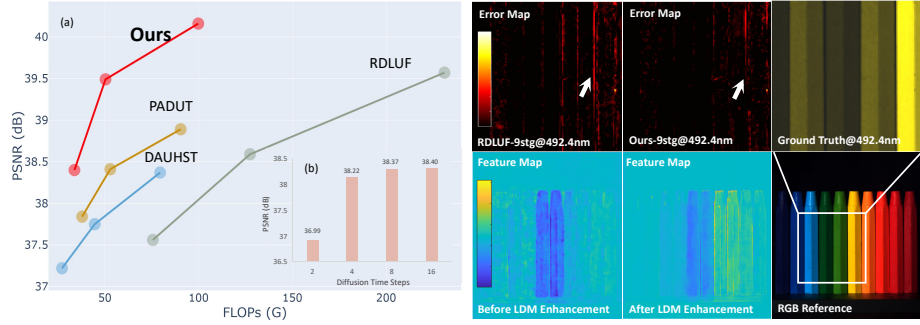 (a)
Ours
RDLUF
PADUT
DAUHST
PSNR (dB)
40
39.5
39
38.5
38
37.5
37
50
100
150
200
FLOPs (G)
(b)
PSNR (dB)
38.5
38
37.5
37
36.5
36.99
38.22
38.37
38.40
2
4
8
16
Diffusion Time Steps
Error Map
RDLUF-9stg@492.4nm
Error Map
Ours-9stg@492.4nm
Ground Truth@492.4nm
Feature Map
Before LDM Enhancement
Feature Map
After LDM Enhancement
RGB Reference